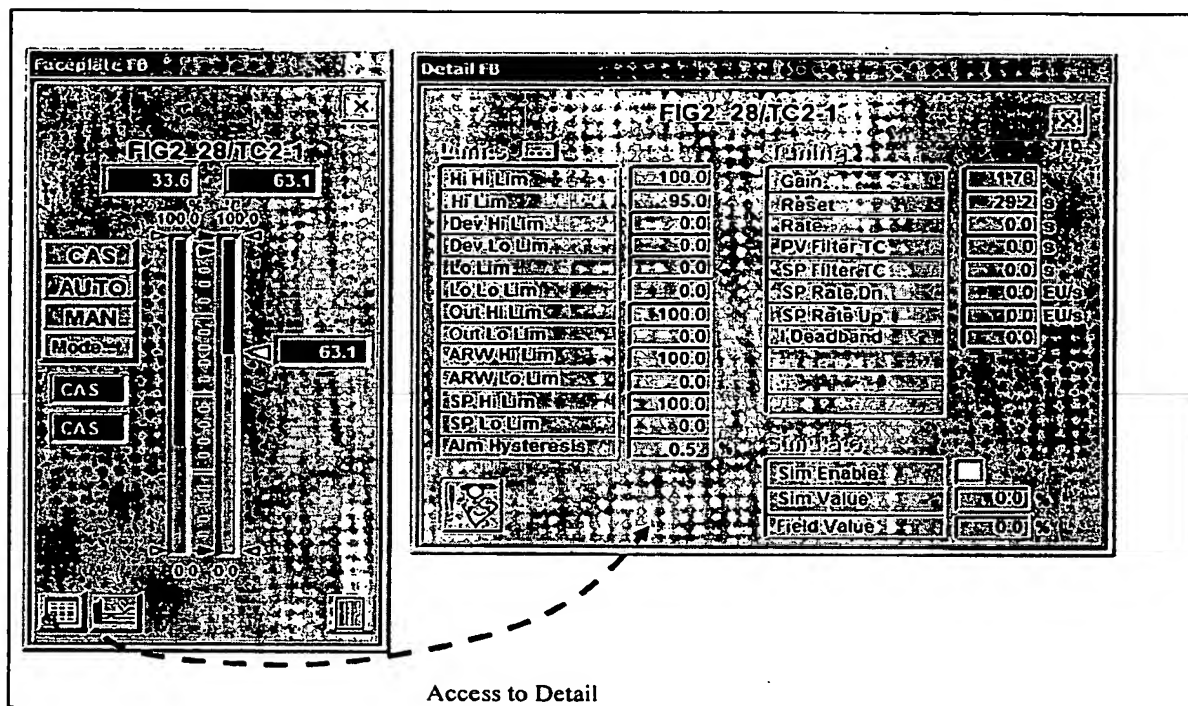 Faceplate FB
FIG2_28/TC2-1
33.6 63.1
100.0 100.0
CAS
AUTO
MAN
Mode
63.1
CAS
CAS
0.0 0.0
Detail FB
FIG2_28/TC2-1
Limits
Hi Hi Lim 100.0
Hi Lim 95.0
Dev Hi Lim 0.0
Dev Lo Lim 0.0
Lo Lim 0.0
Lo Lo Lim 0.0
Out Hi Lim 100.0
Out Lo Lim 0.0
ARW Hi Lim 100.0
ARW Lo Lim 0.0
SP Hi Lim 100.0
SP Lo Lim 0.0
Alm Hysteresis %
Tuning
Gain 1.78
Reset 29.2 S
Rate 0.0 S
PV Filter TC 0.0 S
SP Filter TC 0.0 S
SP Rate Dn 0.0 EU/s
SP Rate Up 0.0 EU/s
I Deadband 0.0
Simulate
Sim Enable
Sim Value 0.0 %
Field Value 0.0 %
Access to Detail